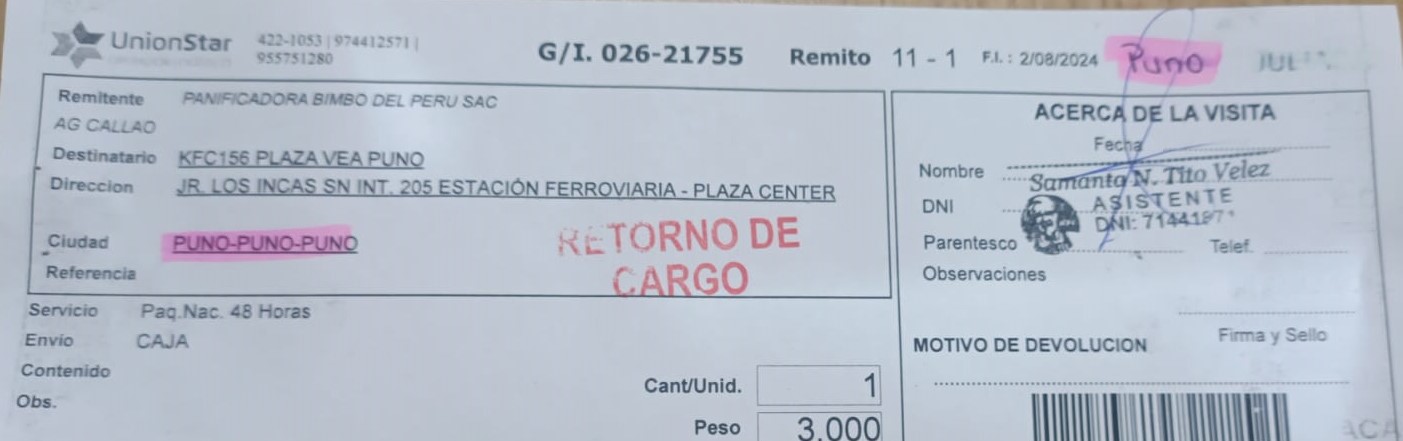 UnionStar
422-1053 | 974412571 |
955751280
G/I. 026-21755 Remito 11 - 1 F.I. : 2/08/2024 Puno
Remitente PANIFICADORA BIMBO DEL PERU SAC
AG CALLAO
Destinatario KFC156 PLAZA VEA PUNO
Direccion JR. LOS INCAS SN INT. 205 ESTACIÓN FERROVIARIA - PLAZA CENTER
Ciudad PUNO-PUNO-PUNO
Referencia
RETORNO DE
CARGO
ACERCA DE LA VISITA
Fecha
Nombre
Samanta N. Tito Velez
ASISTENTE
DNI
DNI:
Parentesco Telef.
Observaciones
Firma y Sello
MOTIVO DE DEVOLUCION
Servicio Paq.Nac. 48 Horas
Envio CAJA
Contenido
Obs.
Cant/Unid. 1
Peso 3.000